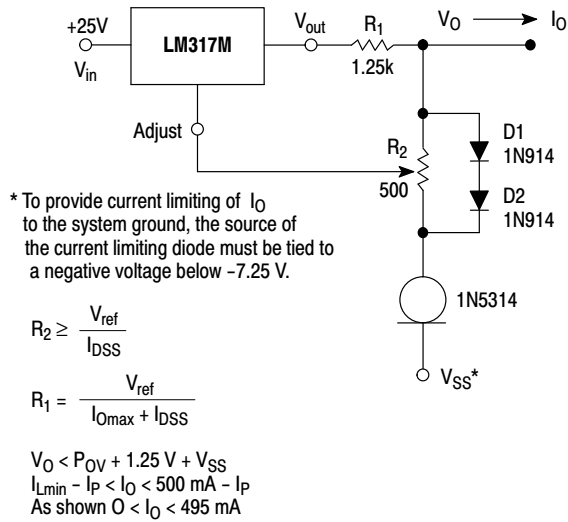 +25V
V_in
LM317M
V_out
R_1
1.25k
V_O
I_O
Adjust
R_2
500
D1
1N914
D2
1N914
* To provide current limiting of I_O
to the system ground, the source of
the current limiting diode must be tied to
a negative voltage below -7.25 V.
1N5314
V_SS*
R_2 ≥ V_ref / I_DSS
R_1 = V_ref / I_Omax + I_DSS
V_O < P_OV + 1.25 V + V_SS
I_Lmin - I_P < I_O < 500 mA - I_P
As shown O < I_O < 495 mA